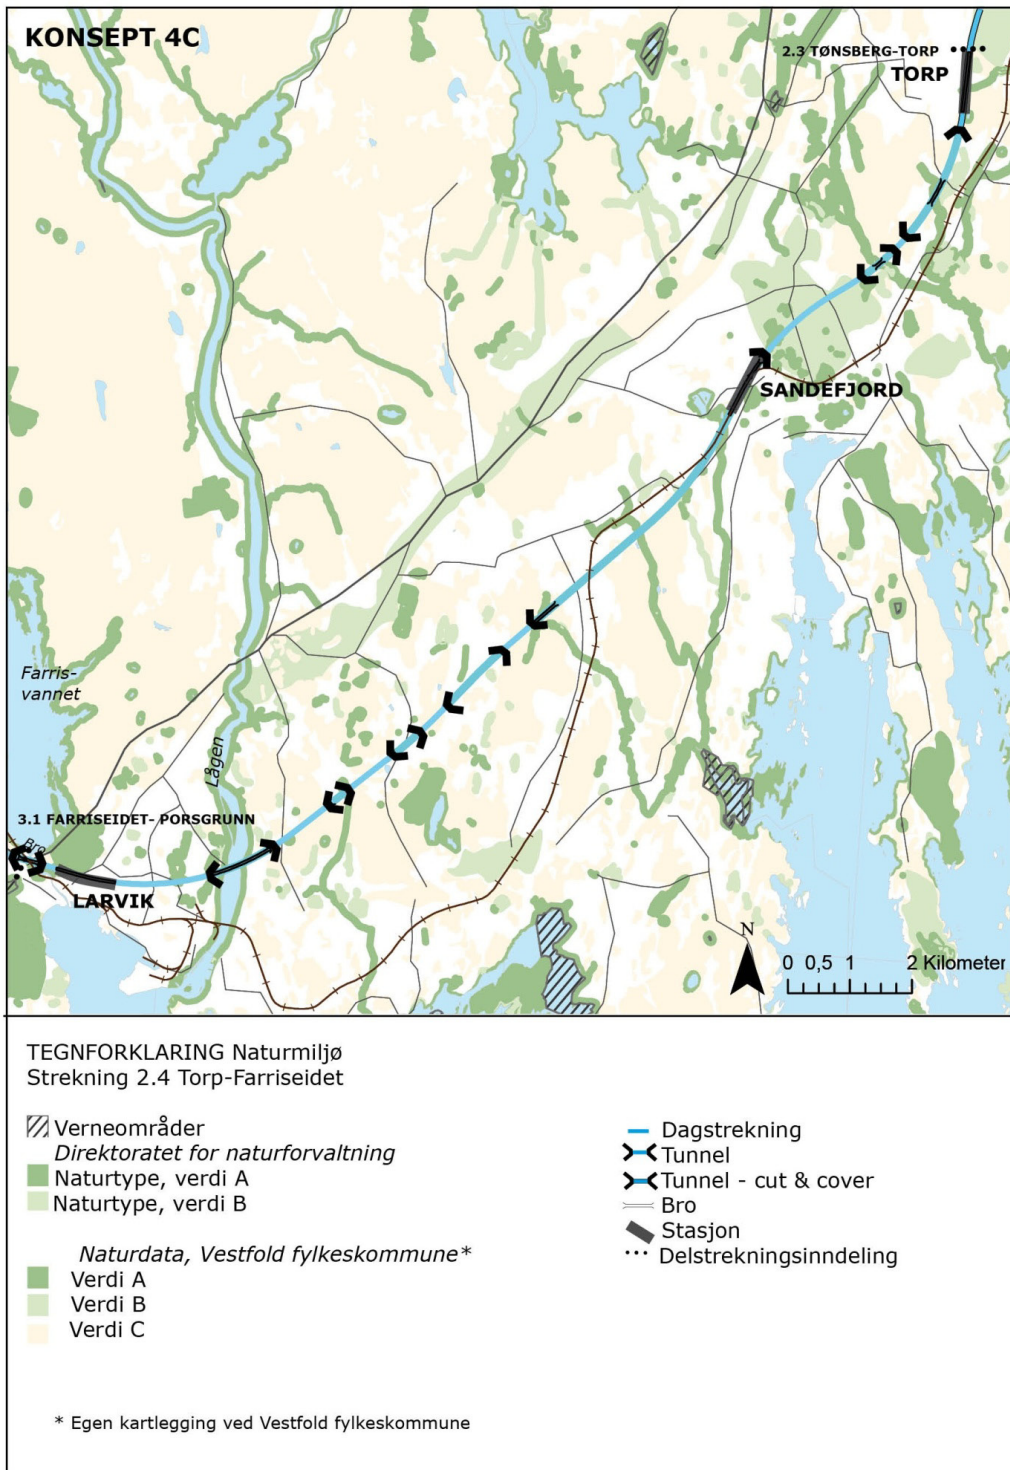 KONSEPT 4C
2.3 TØNSBERG-TORP
TORP
SANDEFJORD
Farris-
vannet
Lågen
3.1 FARRISEIDET- PORSGRUNN
Bro
LARVIK
N
0 0,5 1 2 Kilometer
TEGNFORKLARING Naturmiljø
Strekning 2.4 Torp-Farriseidet
Verneområder
Direktoratet for naturforvaltning
Naturtype, verdi A
Naturtype, verdi B
Naturdata, Vestfold fylkeskommune*
Verdi A
Verdi B
Verdi C
* Egen kartlegging ved Vestfold fylkeskommune
Dagstrekning
Tunnel
Tunnel - cut & cover
Bro
Stasjon
Delstrekningsinndeling